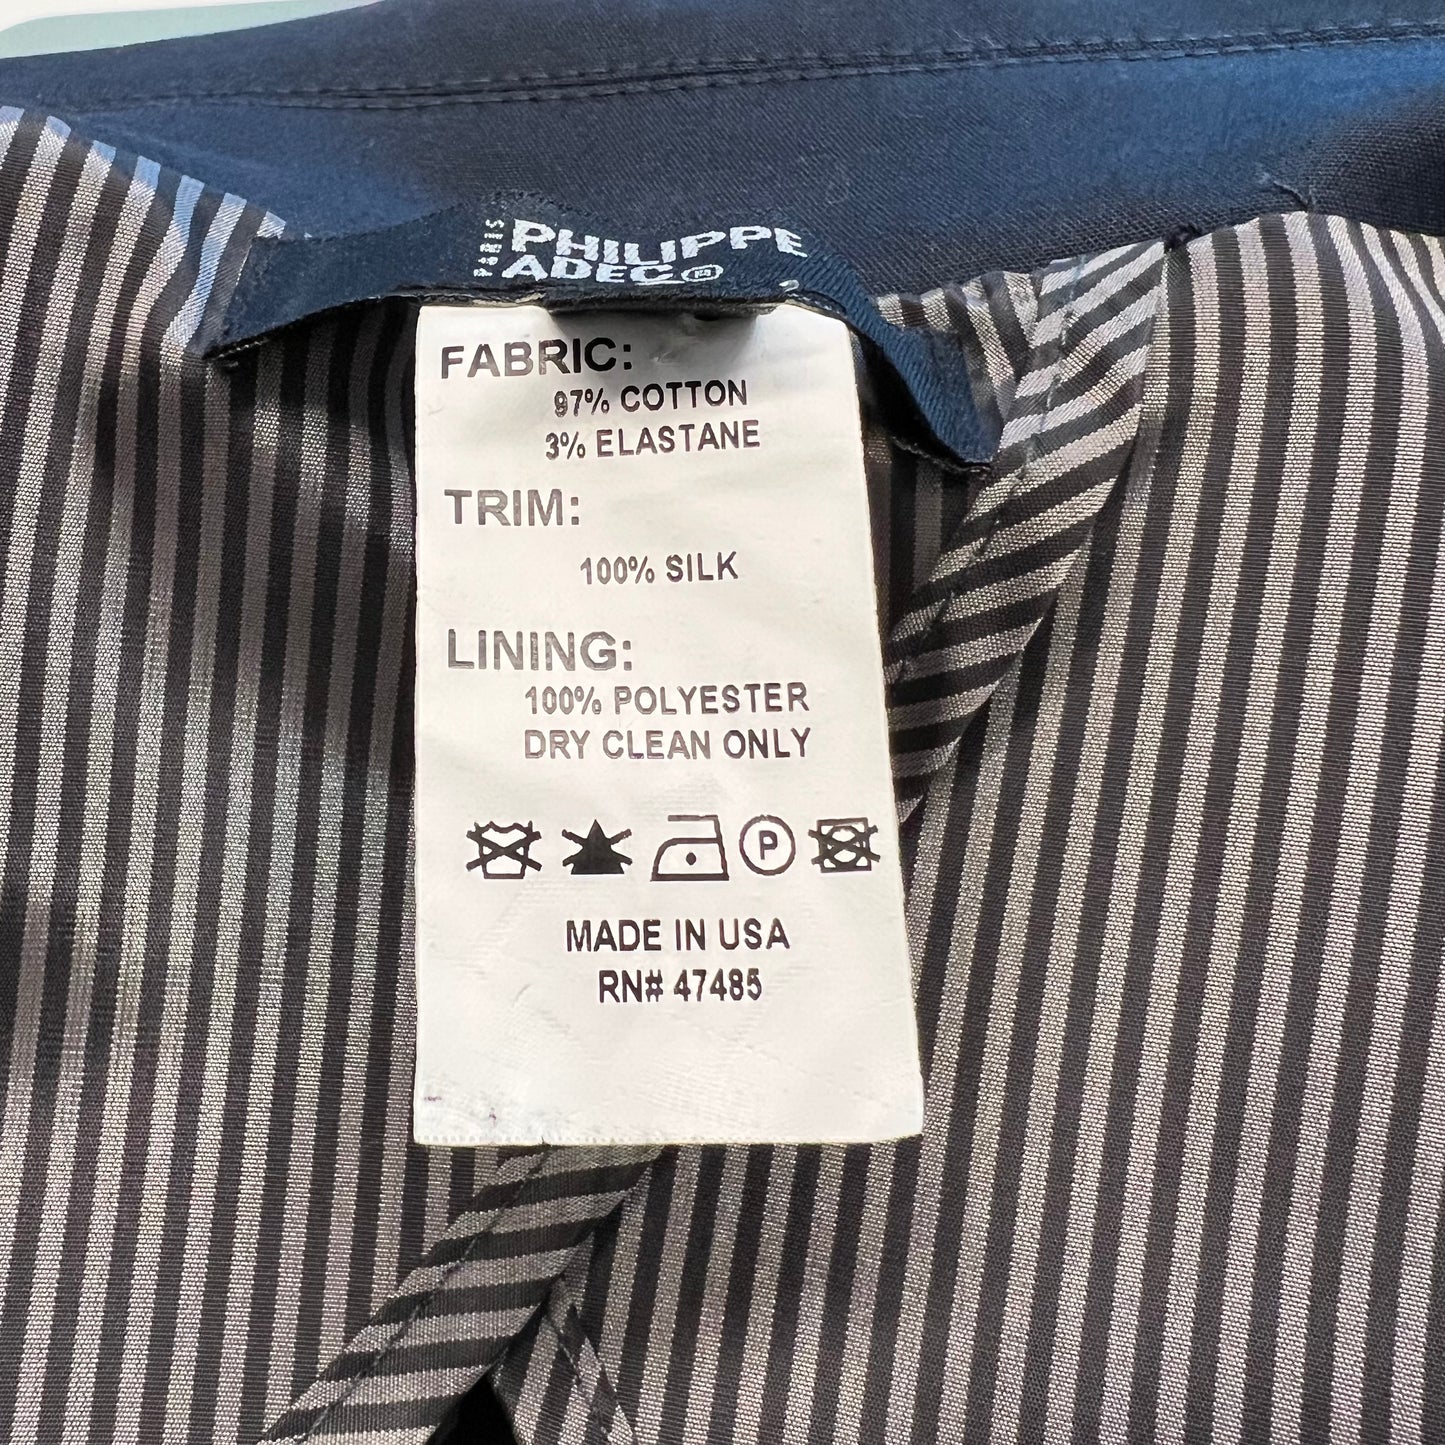 PARIS
PHILIPPE
ADEC
FABRIC:
97% COTTON
3% ELASTANE
TRIM:
100% SILK
LINING:
100% POLYESTER
DRY CLEAN ONLY
P
MADE IN USA
RN# 47485